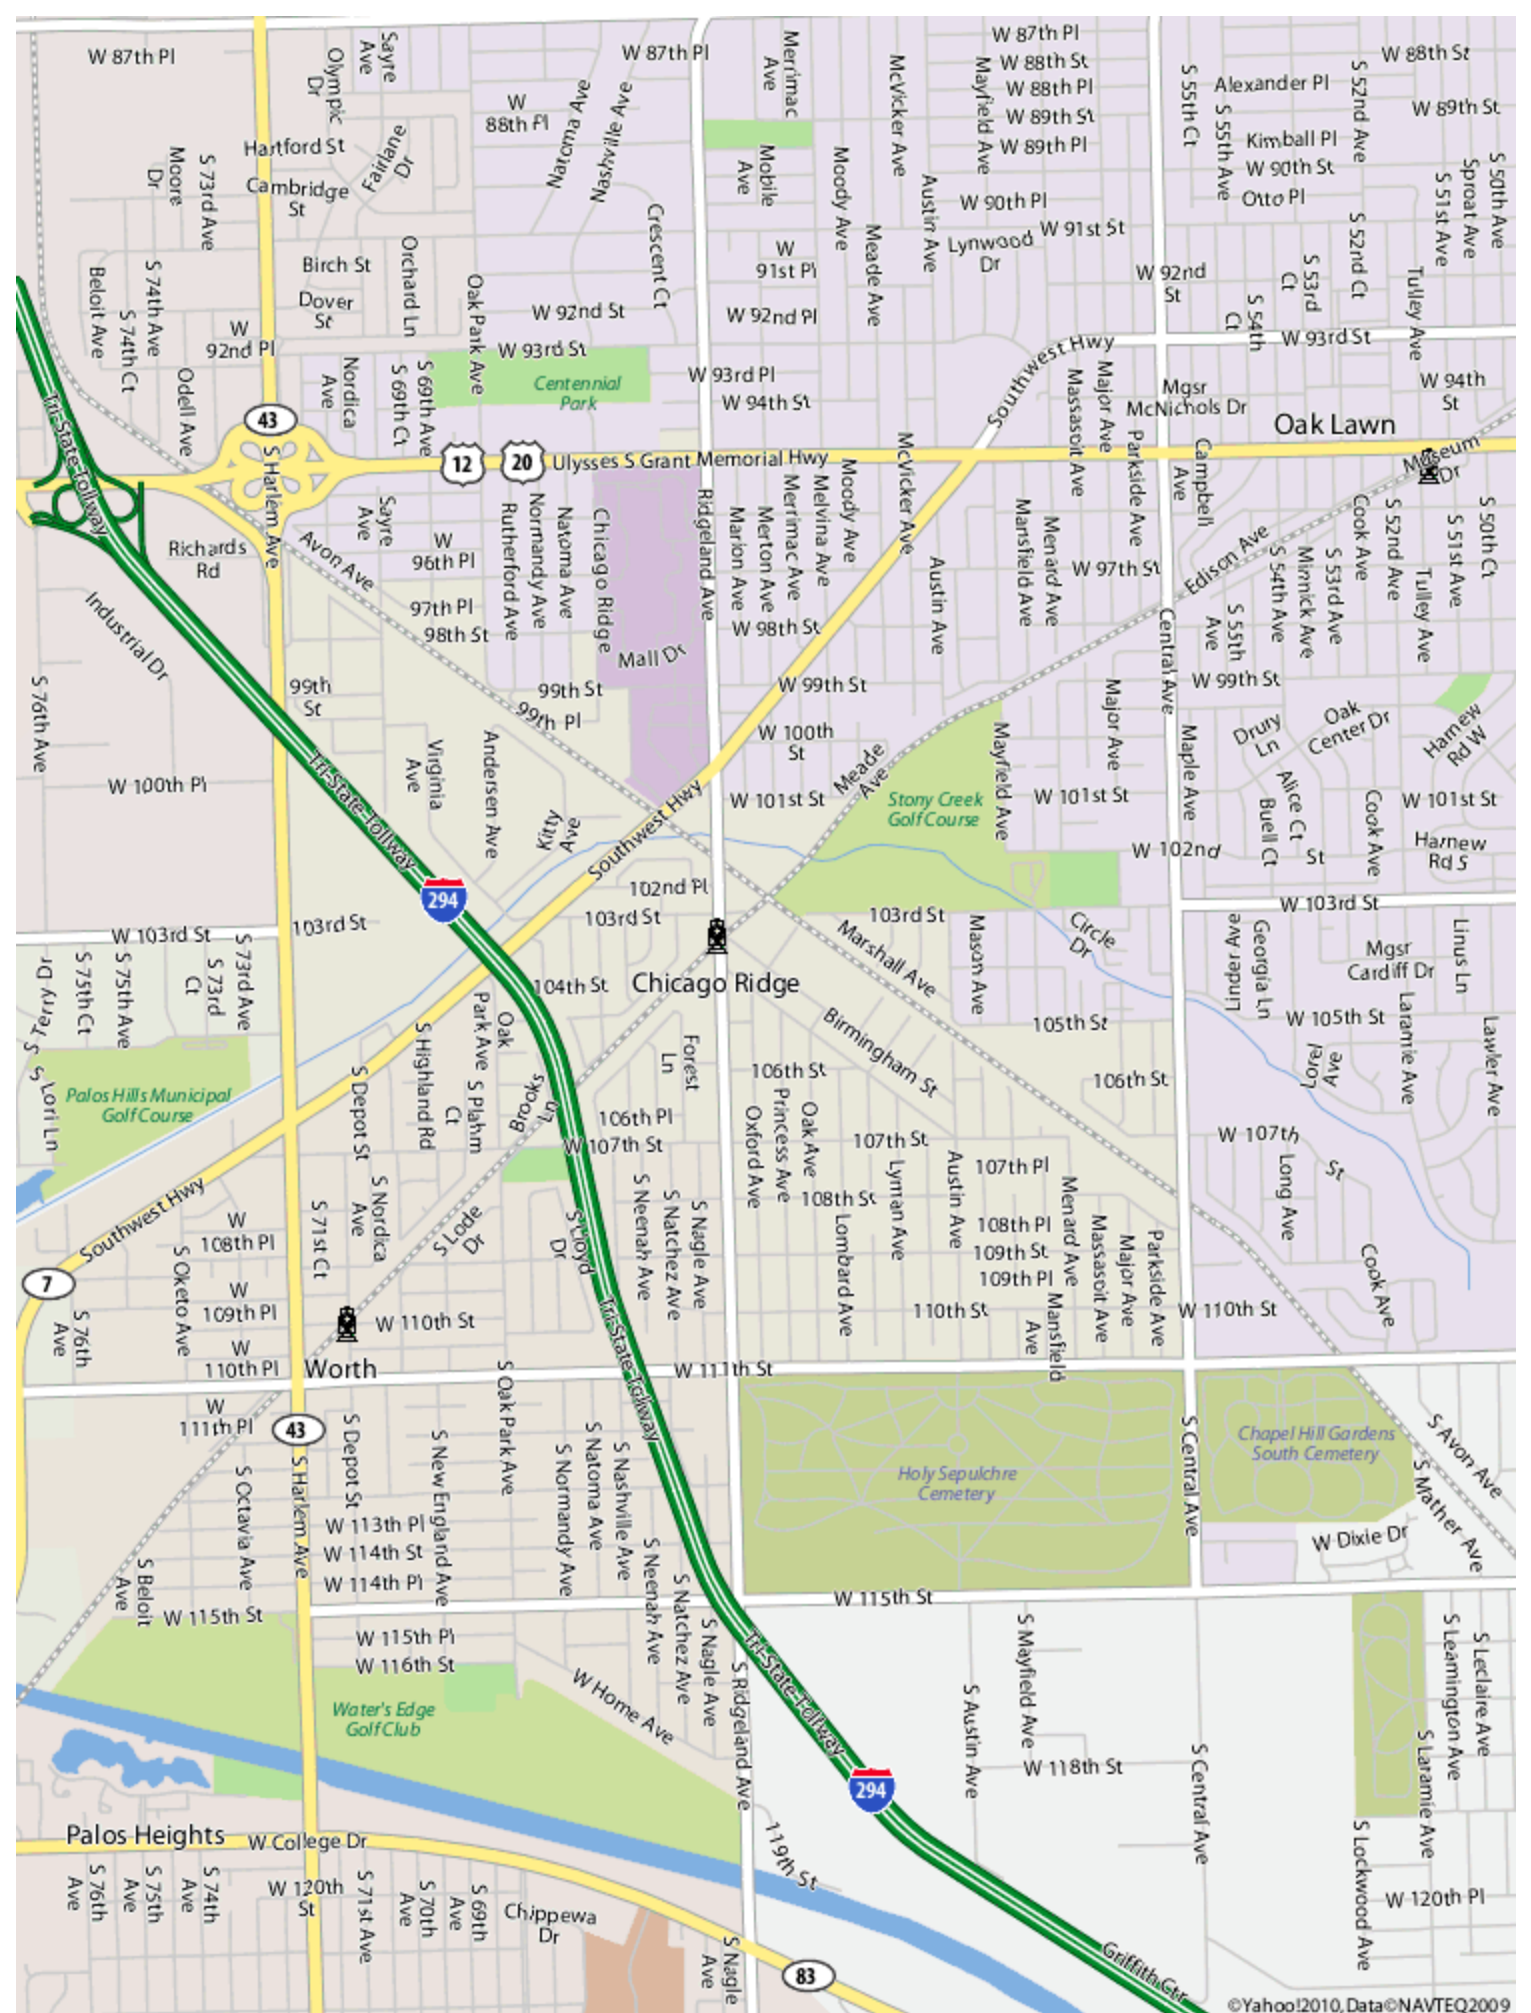 W 87th Pl
Olympic
Dr
Sayre
Ave
W 87th Pl
Merrimac
Ave
McVicker Ave
Mayfield Ave
W 87th Pl
W 88th St
W 88th Pl
W 89th St
W 89th Pl
S 55th Ct
S 55th Ave
Alexander Pl
S 52nd Ave
W 88th St
W 89th St
W
88th Pl
Natoma Ave
Nashville Ave
Hartford St
Fairlane
Dr
Cambridge
St
Moore
Dr
S 73rd Ave
Mobile
Ave
Moody Ave
Austin Ave
Kimball Pl
W 90th St
Otto Pl
S 51st Ave
Sproat Ave
S 50th Ave
W 90th Pl
W 91st St
Lynwood
Dr
Crescent Ct
Meade Ave
W
91st Pl
S 52nd Ct
Birch St
Orchard Ln
Dover
St
Beloit Ave
S 74th Ct
S 74th Ave
Oak Park Ave
W 92nd St
W 92nd Pl
W 92nd
St
S 53rd
Ct
S 54th
Ct
Tulley Ave
W
92nd Pl
W 93rd St
Southwest Hwy
W 93rd St
Odell Ave
Nordica
Ave
S 69th Ct
S 69th Ave
Centennial
Park
W 93rd Pl
W 94th St
Massasoit Ave
Major Ave
Mgsr
McNichols Dr
W 94th
St
Oak Lawn
Tri-State Tollway
43
12
20
Ulysses S Grant Memorial Hwy
S Harlem Ave
McVicker Ave
Parkside Ave
Campbell
Ave
Museum
Dr
Sayre
Ave
Richards
Rd
Avon Ave
W
96th Pl
Rutherford Ave
Normandy Ave
Natoma Ave
Chicago Ridge
Mall Dr
Ridgeland Ave
Marion Ave
Merton Ave
Merrimac Ave
Melvina Ave
Moody Ave
Austin Ave
Mansfield Ave
Menard Ave
W 97th St
Edison Ave
Cook Ave
S 52nd Ave
S 51st Ave
S 50th Ct
S 54th Ave
Mimnick Ave
S 53rd Ave
Tulley Ave
S 55th
Ave
Industrial Dr
97th Pl
98th St
W 98th St
Central Ave
S 76th Ave
99th
St
99th St
99th Pl
W 99th St
W 99th St
Major Ave
Drury
Ln
Oak
Center Dr
Harnew
Rd W
W 100th Pl
Tri-State Tollway
Virginia
Ave
Andersen Ave
Kitty
Ave
W 100th
St
Meade
Ave
Mayfield Ave
Maple Ave
Alice Ct
Buell Ct
Cook Ave
W 101st St
Stony Creek
Golf Course
W 101st St
W 101st St
Southwest Hwy
W 102nd
St
Harnew
Rd S
294
102nd Pl
103rd St
W 103rd St
103rd St
103rd St
W 103rd St
Marshall Ave
Mason Ave
Circle
Dr
Linder Ave
Georgia Ln
Mgsr
Cardiff Dr
Linus Ln
S Terry Dr
S 75th Ct
S 75th Ave
S 73rd
Ct
S 73rd Ave
104th St
Chicago Ridge
105th St
W 105th St
Laramie Ave
Lawler Ave
Lorel
Ave
Oak
Park Ave
Birmingham St
S Highland Rd
S Depot St
Forest
Ln
106th St
106th St
S Lori Ln
Palos Hills Municipal
Golf Course
S Plahm
Ct
Brooks
Ln
106th Pl
W 107th St
Oxford Ave
Princess Ave
Oak Ave
107th St
107th Pl
W 107th
St
Long Ave
Southwest Hwy
S 71st Ct
S Nordica
Ave
S Lode
Dr
S Lloyd
Dr
S Neenah Ave
S Natchez Ave
S Nagle Ave
108th St
Lombard Ave
Lyman Ave
Austin Ave
108th Pl
109th St
109th Pl
Menard Ave
Massasoit Ave
Major Ave
Parkside Ave
W
108th Pl
7
S Oketo Ave
W
109th Pl
S 76th
Ave
W 110th St
110th St
Mansfield
Ave
W 110th St
Cook Ave
W
110th Pl
Worth
Tri-State Tollway
W 111th St
W
111th Pl
43
S Depot St
S New England Ave
S Oak Park Ave
S Normandy Ave
S Natoma Ave
S Nashville Ave
Holy Sepulchre
Cemetery
S Central Ave
Chapel Hill Gardens
South Cemetery
S Avon Ave
S Mather Ave
W Dixie Dr
S Octavia Ave
S Harlem Ave
W 113th Pl
W 114th St
W 114th Pl
S Beloit
Ave
W 115th St
W 115th St
S Neenah Ave
S Natchez Ave
S Nagle Ave
W 115th Pl
W 116th St
W Home Ave
S Ridgeland Ave
Tri-State Tollway
S Mayfield Ave
S Austin Ave
S Leamington Ave
S Leclaire Ave
Water's Edge
Golf Club
S Laramie Ave
W 118th St
S Central Ave
294
Palos Heights
W College Dr
119th St
S Lockwood Ave
S 76th
Ave
S 75th
Ave
S 74th
Ave
W 120th
St
S 71st Ave
S 70th
Ave
S 69th
Ave
Chippewa
Dr
W 120th Pl
S Nagle
Ave
83
Griffith Ctr
©Yahoo!2010, Data©NAVTEQ2009